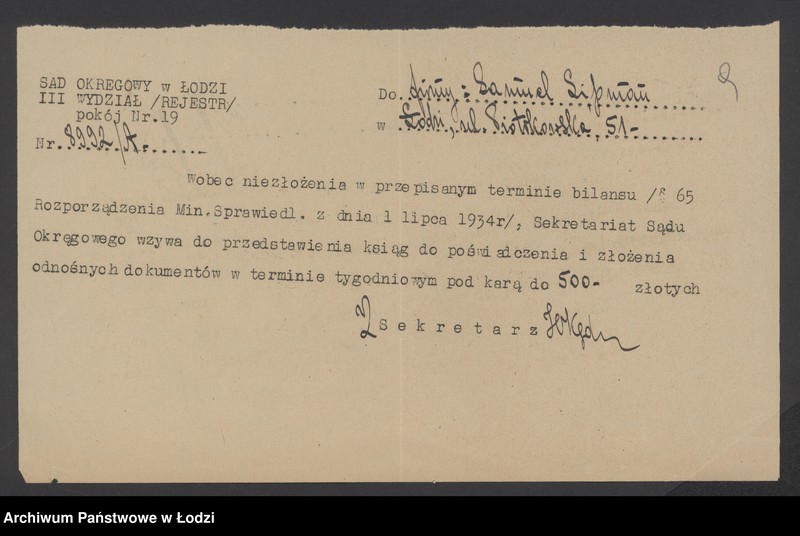 SAD OKRĘGOWY w ŁODZI
III WYDZIAŁ /REJESTR/
pokój Nr.19
Nr. 8992/A.
Do firmy: Samuel Lipman
w Łodzi, ul. Piotrkowska, 51-
Wobec niezłożenia w przepisanym terminie bilansu /§ 65
Rozporządzenia Min.Sprawiedl. z dnia 1 lipca 1934r/, Sekretariat Sądu
Okręgowego wzywa do przedstawienia ksiąg do poświadczenia i złożenia
odnośnych dokumentów w terminie tygodniowym pod karą do 500- złotych
Sekretarz
Archiwum Państwowe w Łodzi